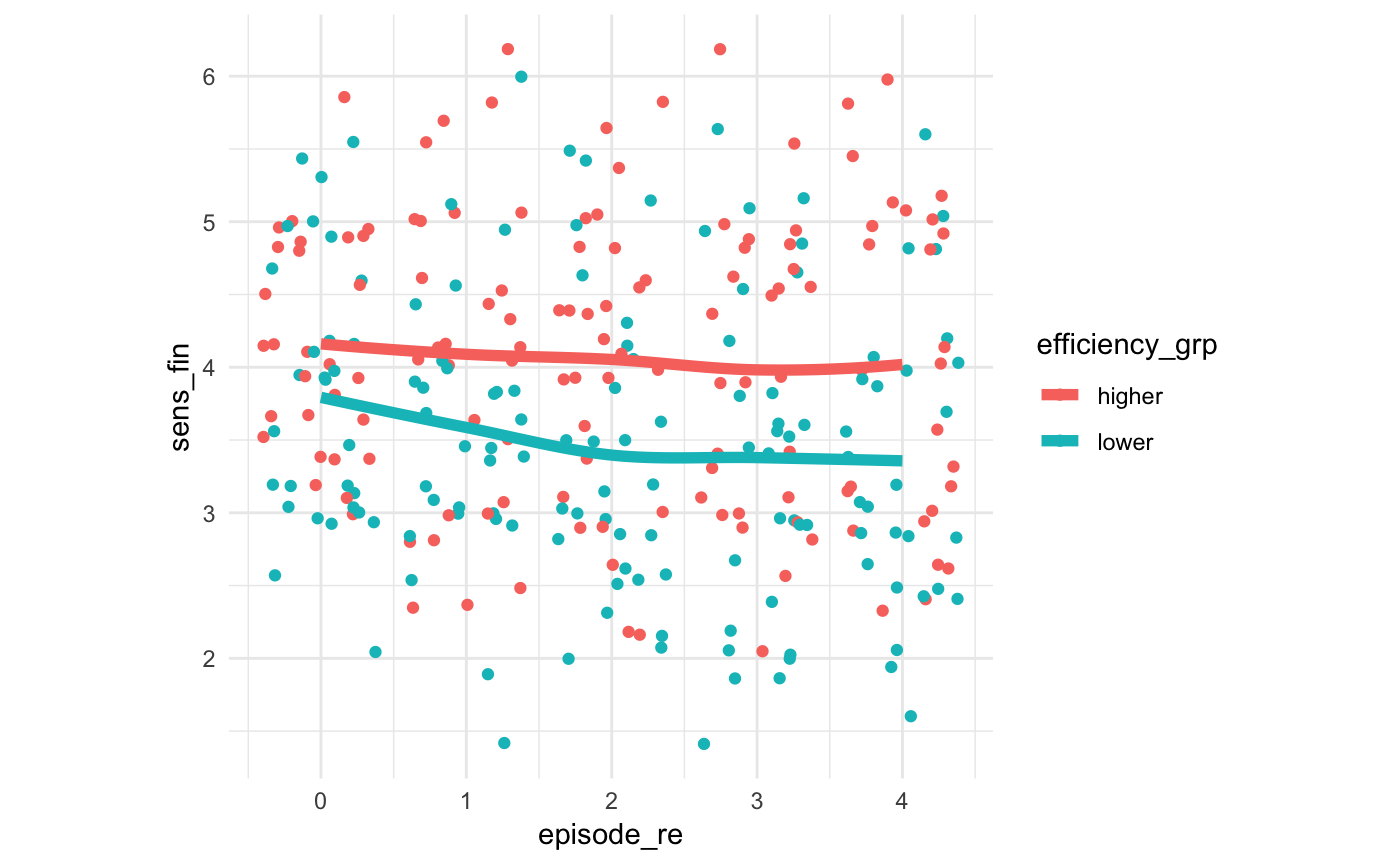 6
5
4
3
2
sens_fin
0 1 2 3 4
episode_re
efficiency_grp
higher
lower